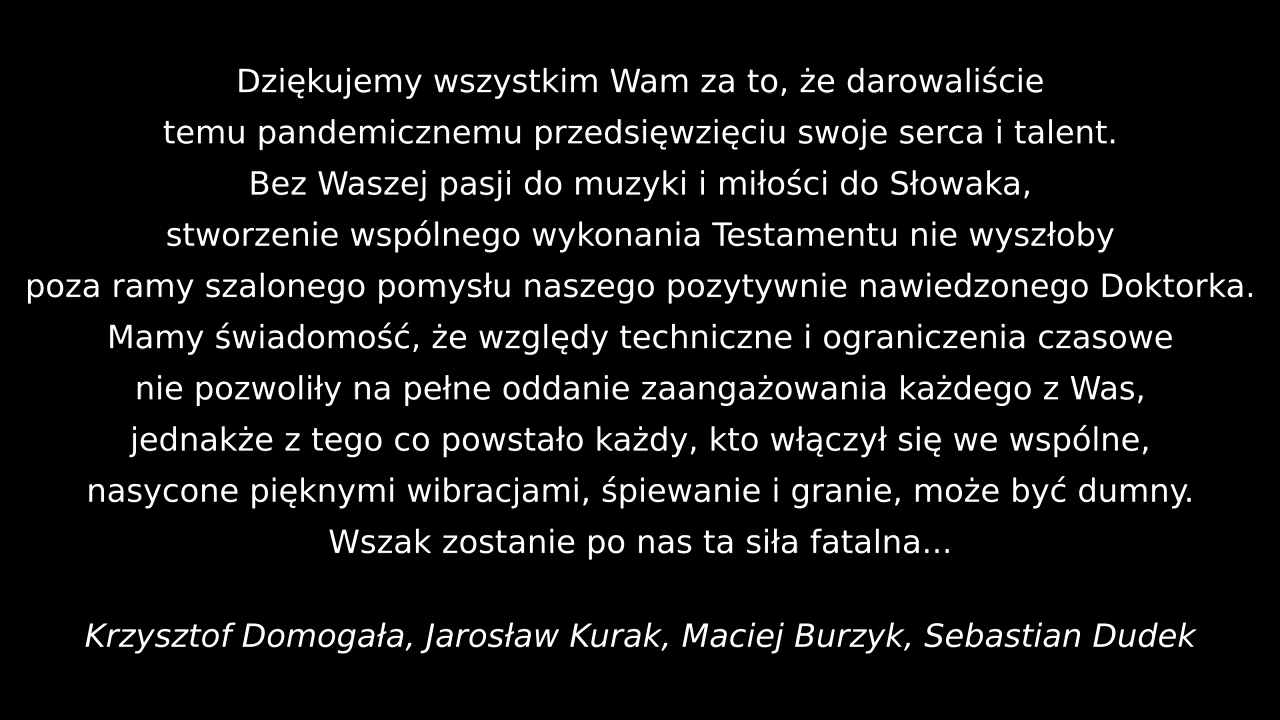 Dziękujemy wszystkim Wam za to, że darowaliście
temu pandemicznemu przedsięwzięciu swoje serca i talent.
Bez Waszej pasji do muzyki i miłości do Słowaka,
stworzenie wspólnego wykonania Testamentu nie wyszłoby
poza ramy szalonego pomysłu naszego pozytywnie nawiedzonego Doktorka.
Mamy świadomość, że względy techniczne i ograniczenia czasowe
nie pozwoliły na pełne oddanie zaangażowania każdego z Was,
jednakże z tego co powstało każdy, kto włączył się we wspólne,
nasycone pięknymi wibracjami, śpiewanie i granie, może być dumny.
Wszak zostanie po nas ta siła fatalna...
Krzysztof Domogała, Jarosław Kurak, Maciej Burzyk, Sebastian Dudek